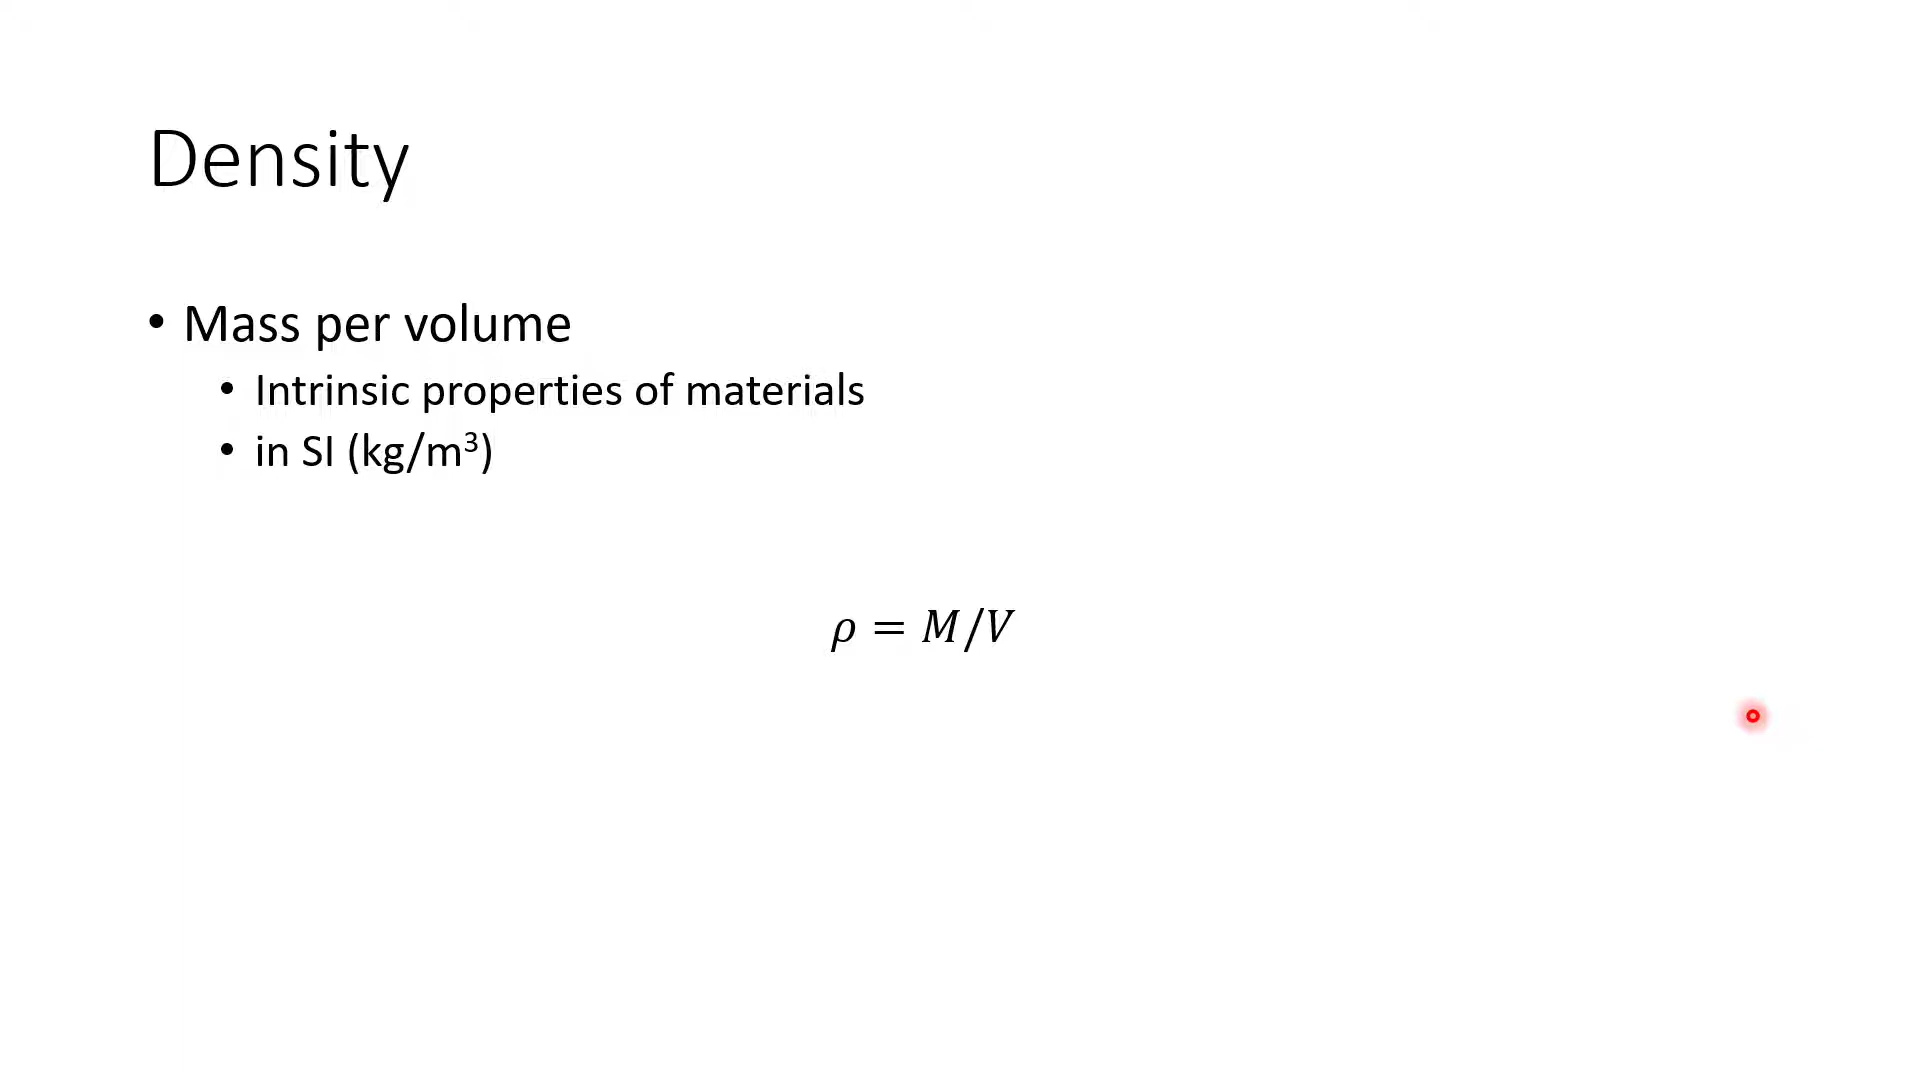 Density
• Mass per volume
• Intrinsic properties of materials
• in SI (kg/m³)
ρ = M/V